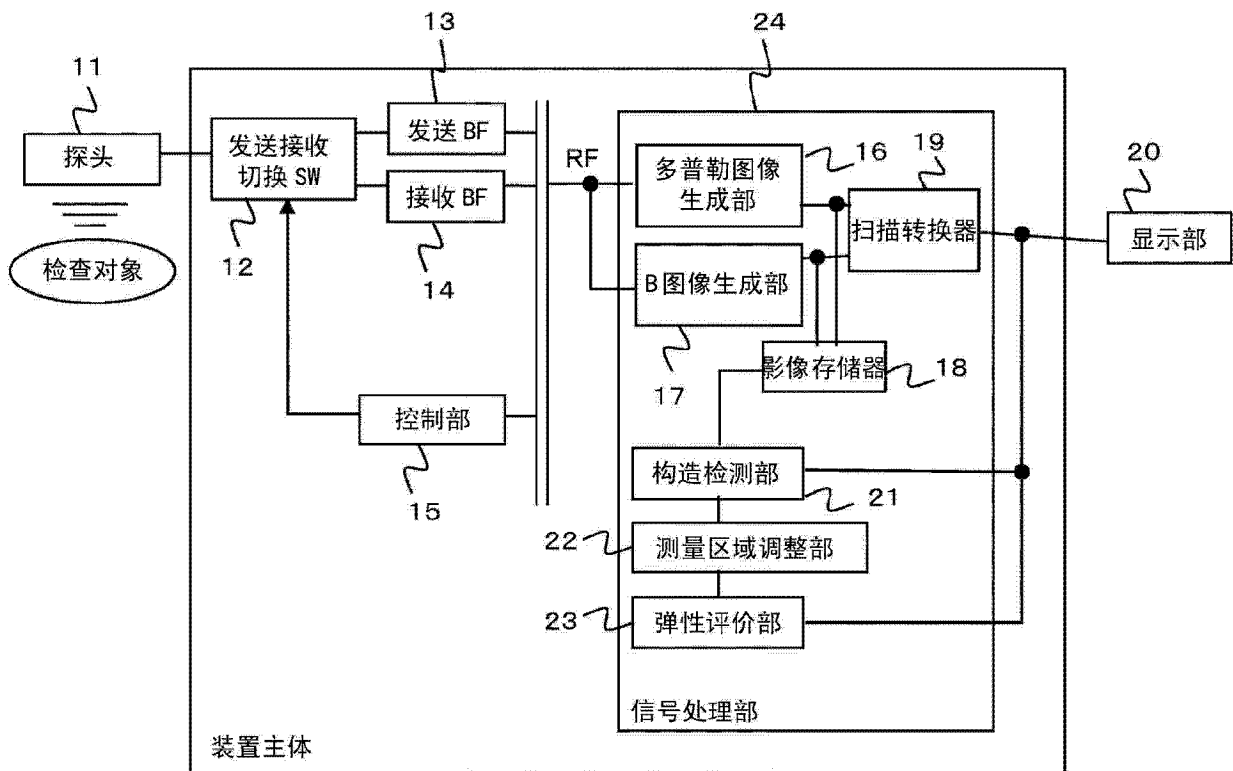 13
24
11
发送 BF
16
19
探头
发送接收
切换 SW
RF
多普勒图像
生成部
20
接收 BF
扫描转换器
显示部
检查对象
12
14
B图像生成部
17
影像存储器
18
控制部
15
构造检测部
21
22
测量区域调整部
23
弹性评价部
信号处理部
装置主体